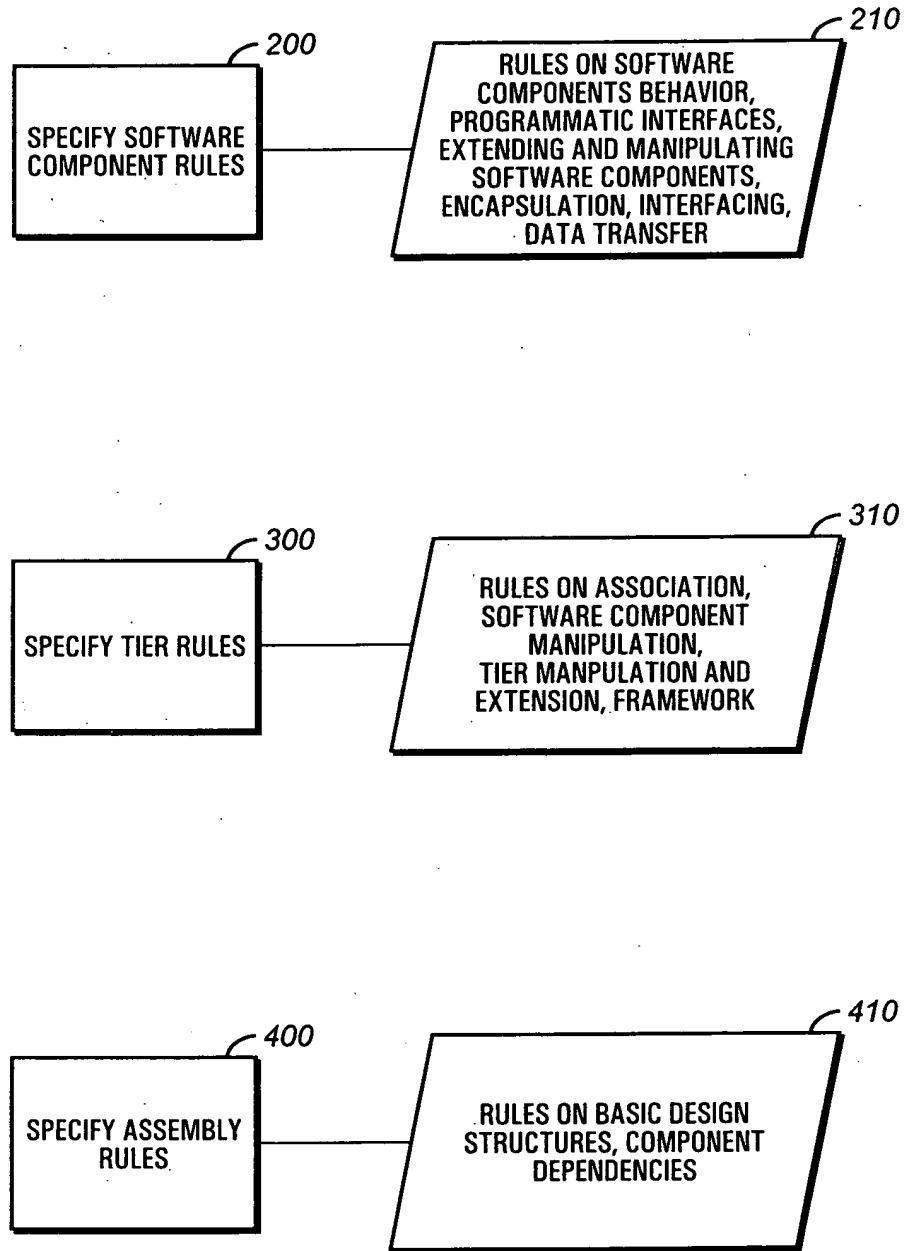 200
SPECIFY SOFTWARE
COMPONENT RULES
210
RULES ON SOFTWARE
COMPONENTS BEHAVIOR,
PROGRAMMATIC INTERFACES,
EXTENDING AND MANIPULATING
SOFTWARE COMPONENTS,
ENCAPSULATION, INTERFACING,
DATA TRANSFER
300
SPECIFY TIER RULES
310
RULES ON ASSOCIATION,
SOFTWARE COMPONENT
MANIPULATION,
TIER MANPULATION AND
EXTENSION, FRAMEWORK
400
SPECIFY ASSEMBLY
RULES
410
RULES ON BASIC DESIGN
STRUCTURES, COMPONENT
DEPENDENCIES